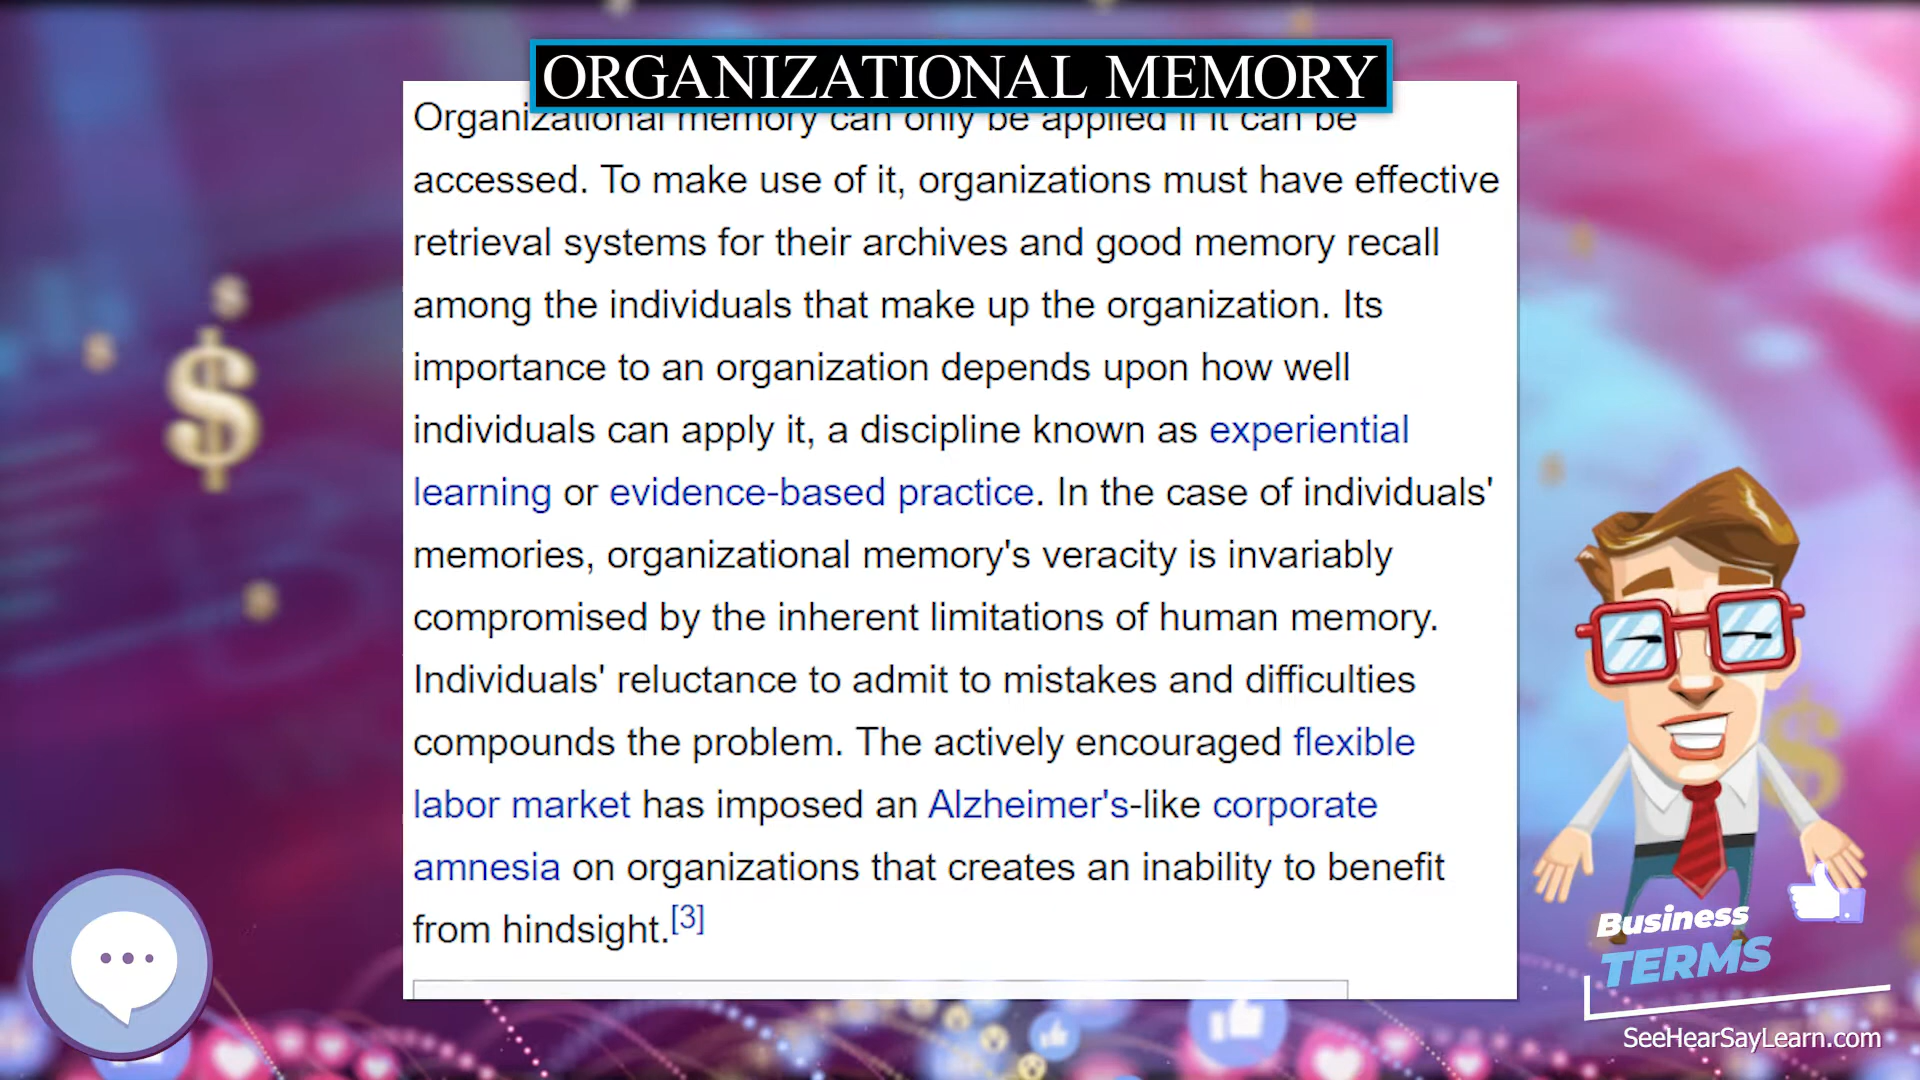 ORGANIZATIONAL MEMORY
Organizational memory can only be applied if it can be
accessed. To make use of it, organizations must have effective
retrieval systems for their archives and good memory recall
among the individuals that make up the organization. Its
importance to an organization depends upon how well
individuals can apply it, a discipline known as experiential
learning or evidence-based practice. In the case of individuals'
memories, organizational memory's veracity is invariably
compromised by the inherent limitations of human memory.
Individuals' reluctance to admit to mistakes and difficulties
compounds the problem. The actively encouraged flexible
labor market has imposed an Alzheimer's-like corporate
amnesia on organizations that creates an inability to benefit
from hindsight.[3]
Business
TERMS
SeeHearSayLearn.com